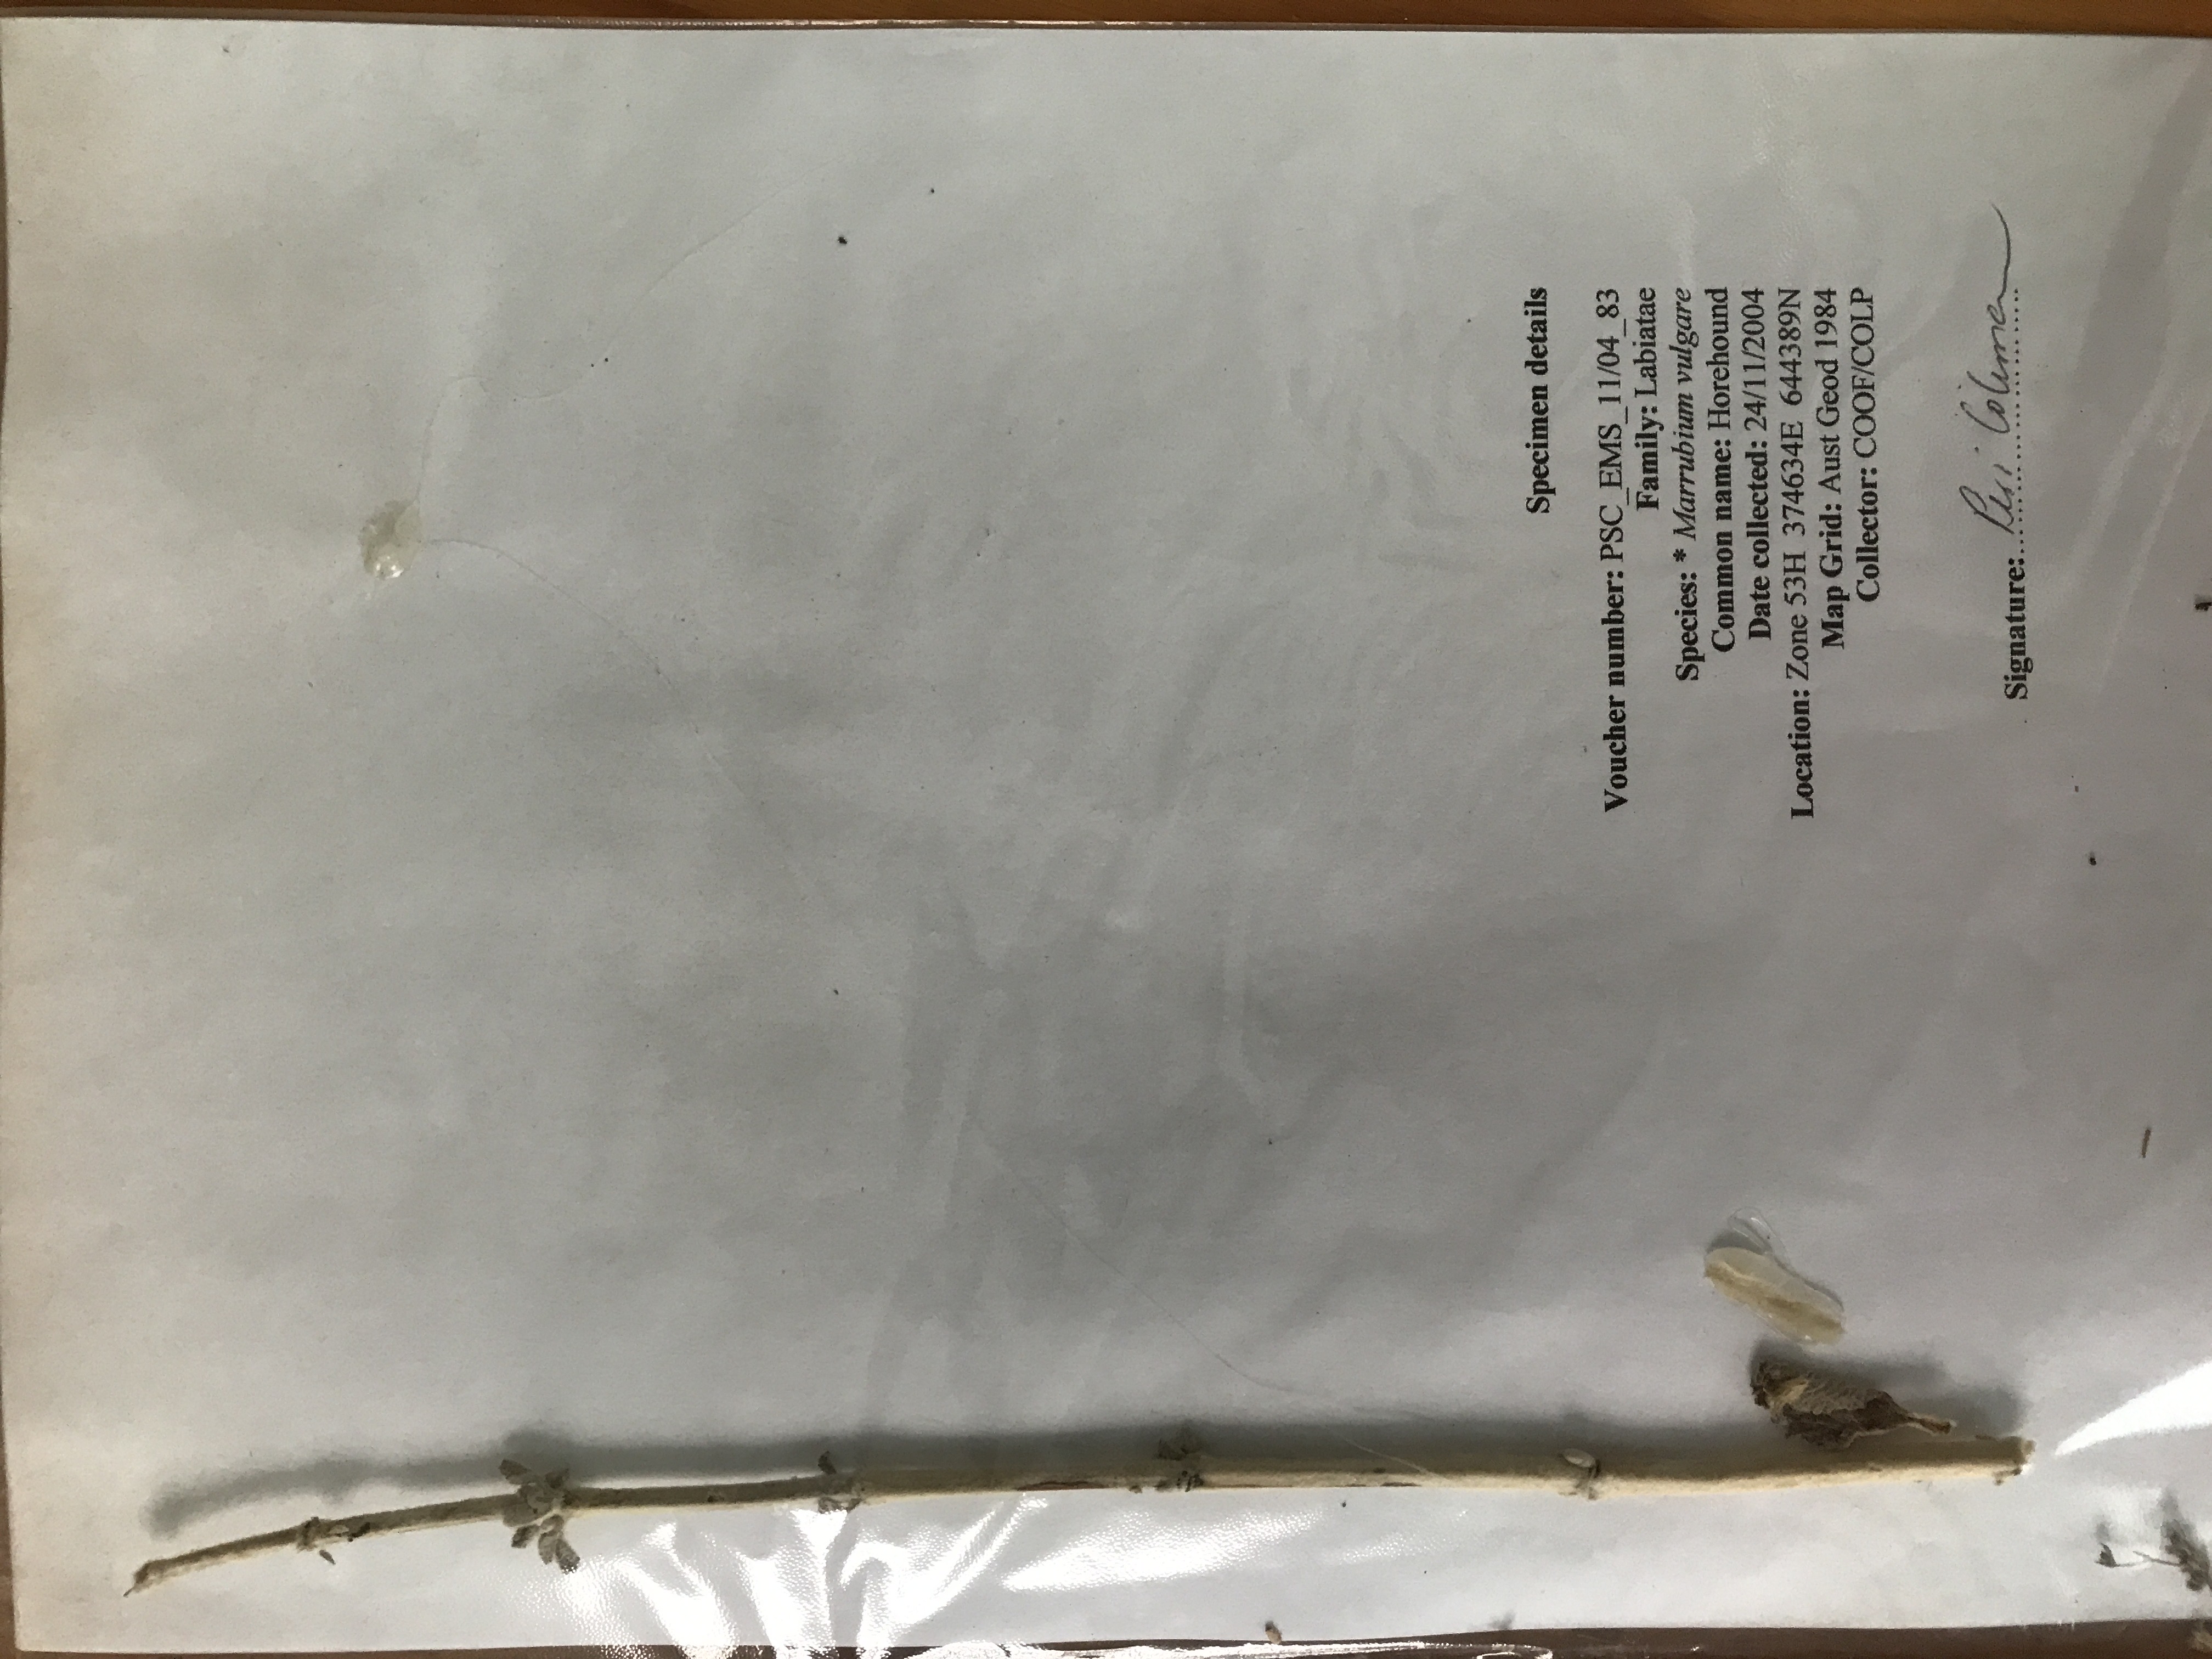 Specimen details
Voucher number: PSC_EMS_11/04_83
Family: Labiatae
Species: * Marrubium vulgare
Common name: Horehound
Date collected: 24/11/2004
Location: Zone 53H 374634E 644389N
Map Grid: Aust Geod 1984
Collector: COOF/COLP
Signature: Peri Coleman